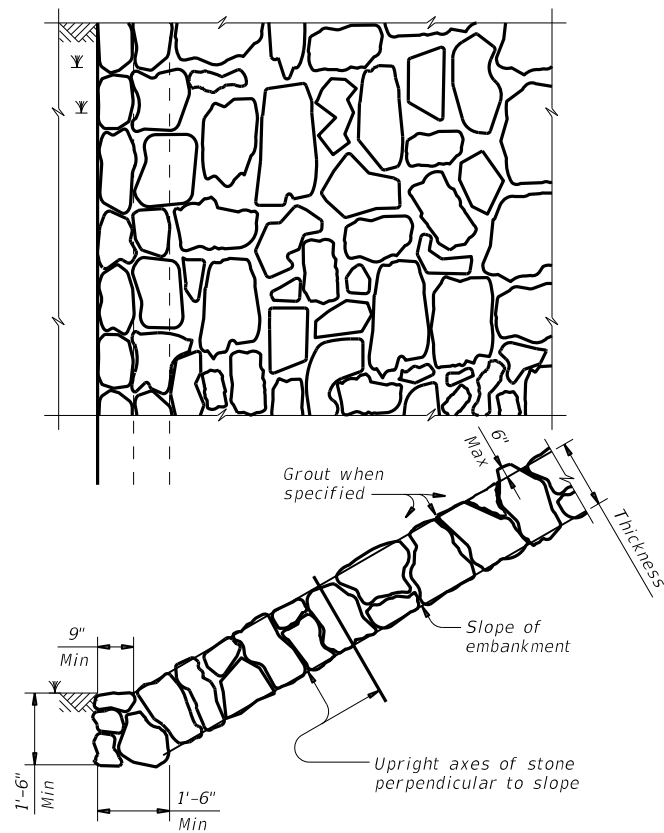 6"
Max
Grout when
specified
Thickness
Slope of
embankment
9"
Min
Upright axes of stone
perpendicular to slope
1'-6"
Min
1'-6"
Min